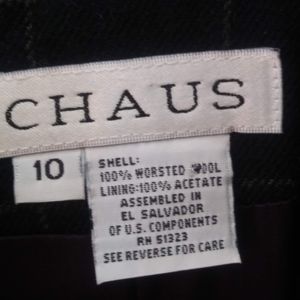 CHAUS
10
SHELL:
100% WORSTED WOOL
LINING:100% ACETATE
ASSEMBLED IN
EL SALVADOR
OF U.S. COMPONENTS
RN 51323
SEE REVERSE FOR CARE